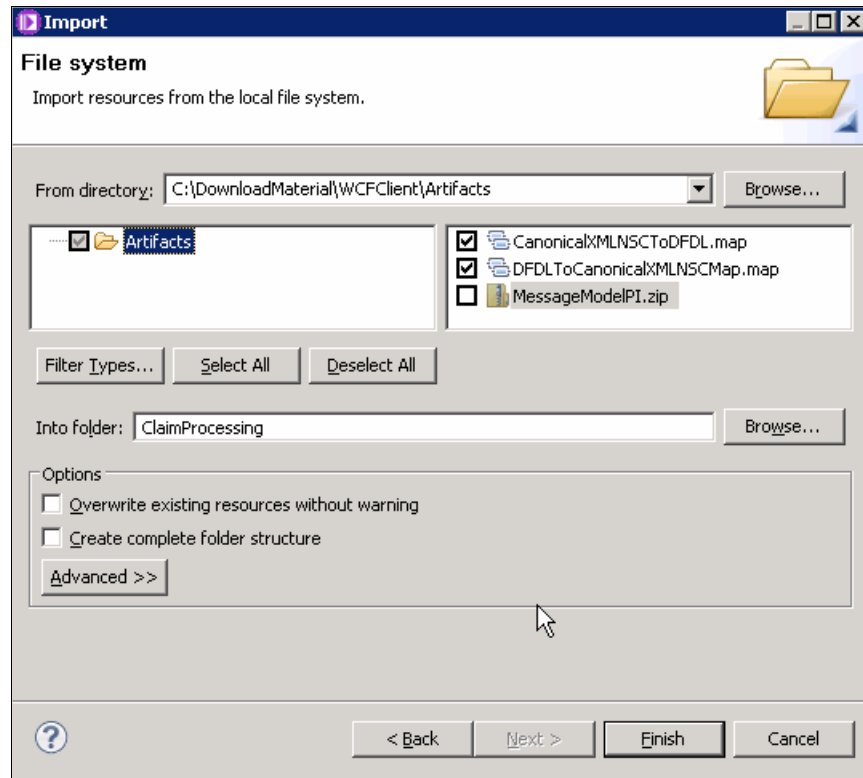 Import
File system
Import resources from the local file system.
From directory: C:\DownloadMaterial\WCFClient\Artifacts Browse...
Artifacts
CanonicalXMLNSCToDFDL.map
DFDLToCanonicalXMLNSCMap.map
MessageModelPI.zip
Filter Types... Select All Deselect All
Into folder: ClaimProcessing Browse...
Options
Overwrite existing resources without warning
Create complete folder structure
Advanced >>
? < Back Next > Finish Cancel